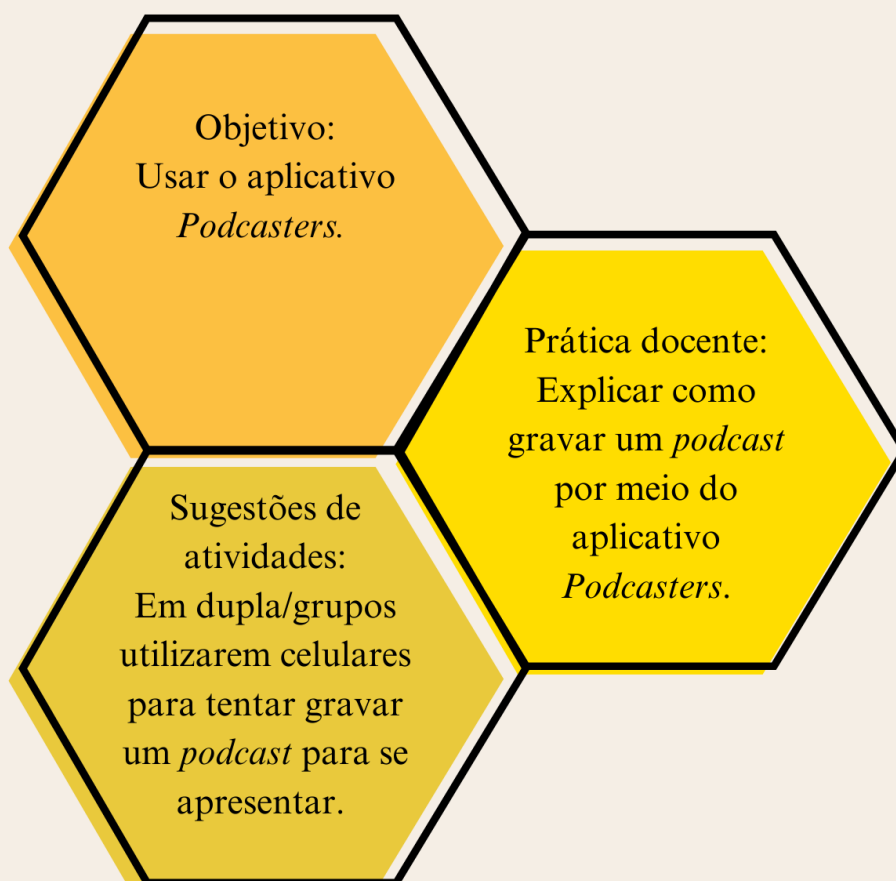 Objetivo:
Usar o aplicativo
Podcasters.
Prática docente:
Explicar como
gravar um podcast
por meio do
aplicativo
Podcasters.
Sugestões de
atividades:
Em dupla/grupos
utilizarem celulares
para tentar gravar
um podcast para se
apresentar.